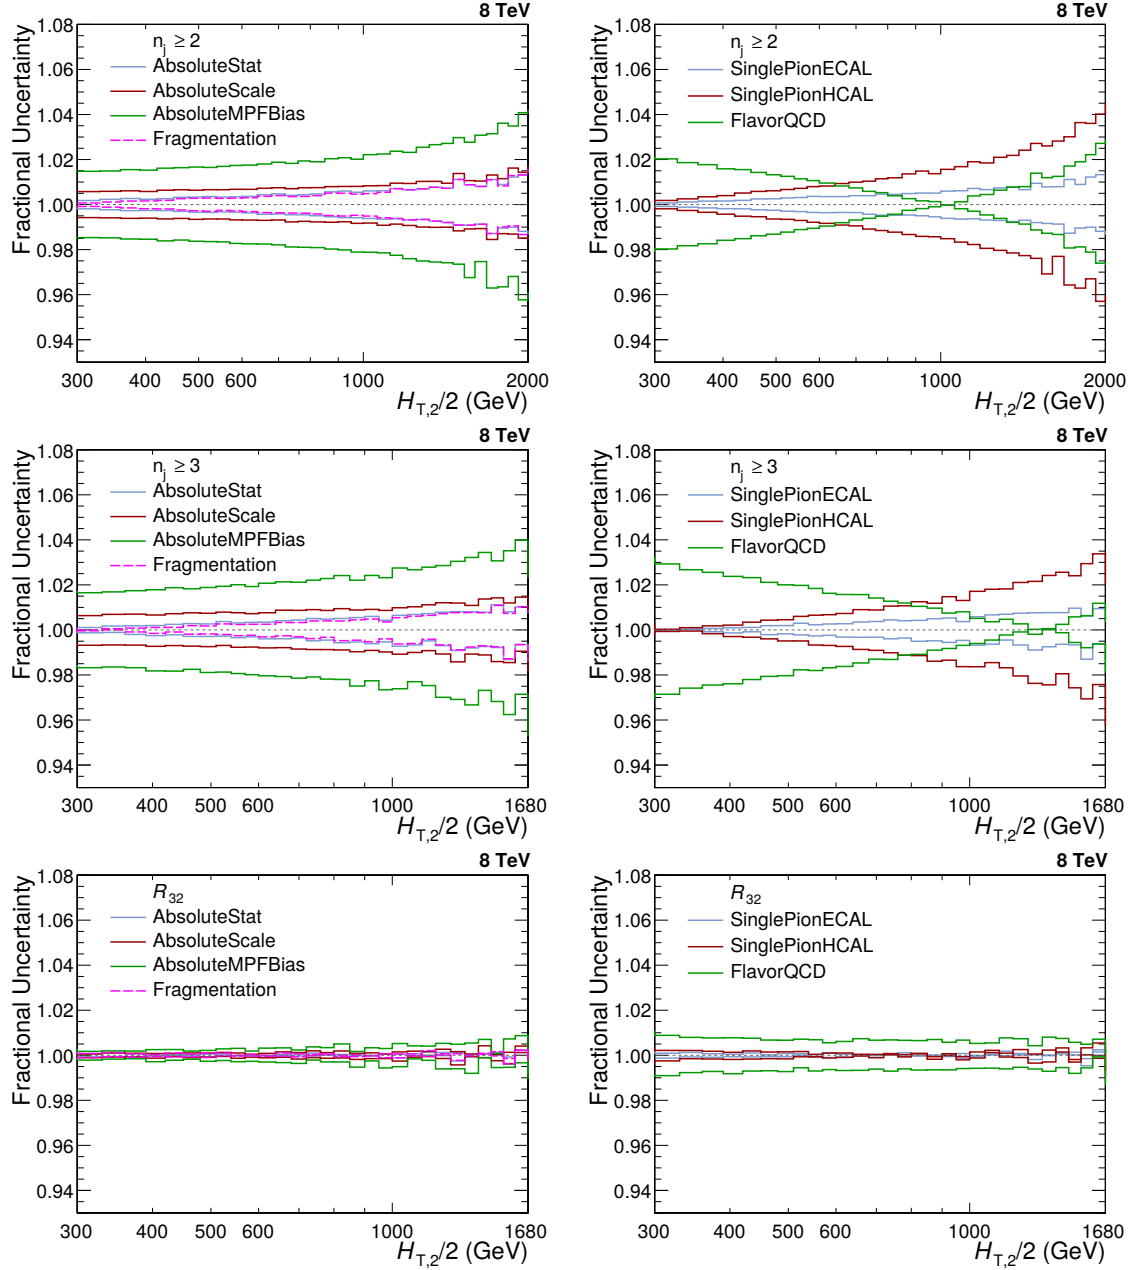 8 TeV
Fractional Uncertainty
1.08
1.06
1.04
1.02
1.00
0.98
0.96
0.94
n_j ≥ 2
AbsoluteStat
AbsoluteScale
AbsoluteMPFBias
Fragmentation
300 400 500 600 1000 2000
H_T,2/2 (GeV)
8 TeV
Fractional Uncertainty
1.08
1.06
1.04
1.02
1.00
0.98
0.96
0.94
n_j ≥ 2
SinglePionECAL
SinglePionHCAL
FlavorQCD
300 400 500 600 1000 2000
H_T,2/2 (GeV)
8 TeV
Fractional Uncertainty
1.08
1.06
1.04
1.02
1.00
0.98
0.96
0.94
n_j ≥ 3
AbsoluteStat
AbsoluteScale
AbsoluteMPFBias
Fragmentation
300 400 500 600 1000 1680
H_T,2/2 (GeV)
8 TeV
Fractional Uncertainty
1.08
1.06
1.04
1.02
1.00
0.98
0.96
0.94
n_j ≥ 3
SinglePionECAL
SinglePionHCAL
FlavorQCD
300 400 500 600 1000 1680
H_T,2/2 (GeV)
8 TeV
Fractional Uncertainty
1.08
1.06
1.04
1.02
1.00
0.98
0.96
0.94
R_32
AbsoluteStat
AbsoluteScale
AbsoluteMPFBias
Fragmentation
300 400 500 600 1000 1680
H_T,2/2 (GeV)
8 TeV
Fractional Uncertainty
1.08
1.06
1.04
1.02
1.00
0.98
0.96
0.94
R_32
SinglePionECAL
SinglePionHCAL
FlavorQCD
300 400 500 600 1000 1680
H_T,2/2 (GeV)